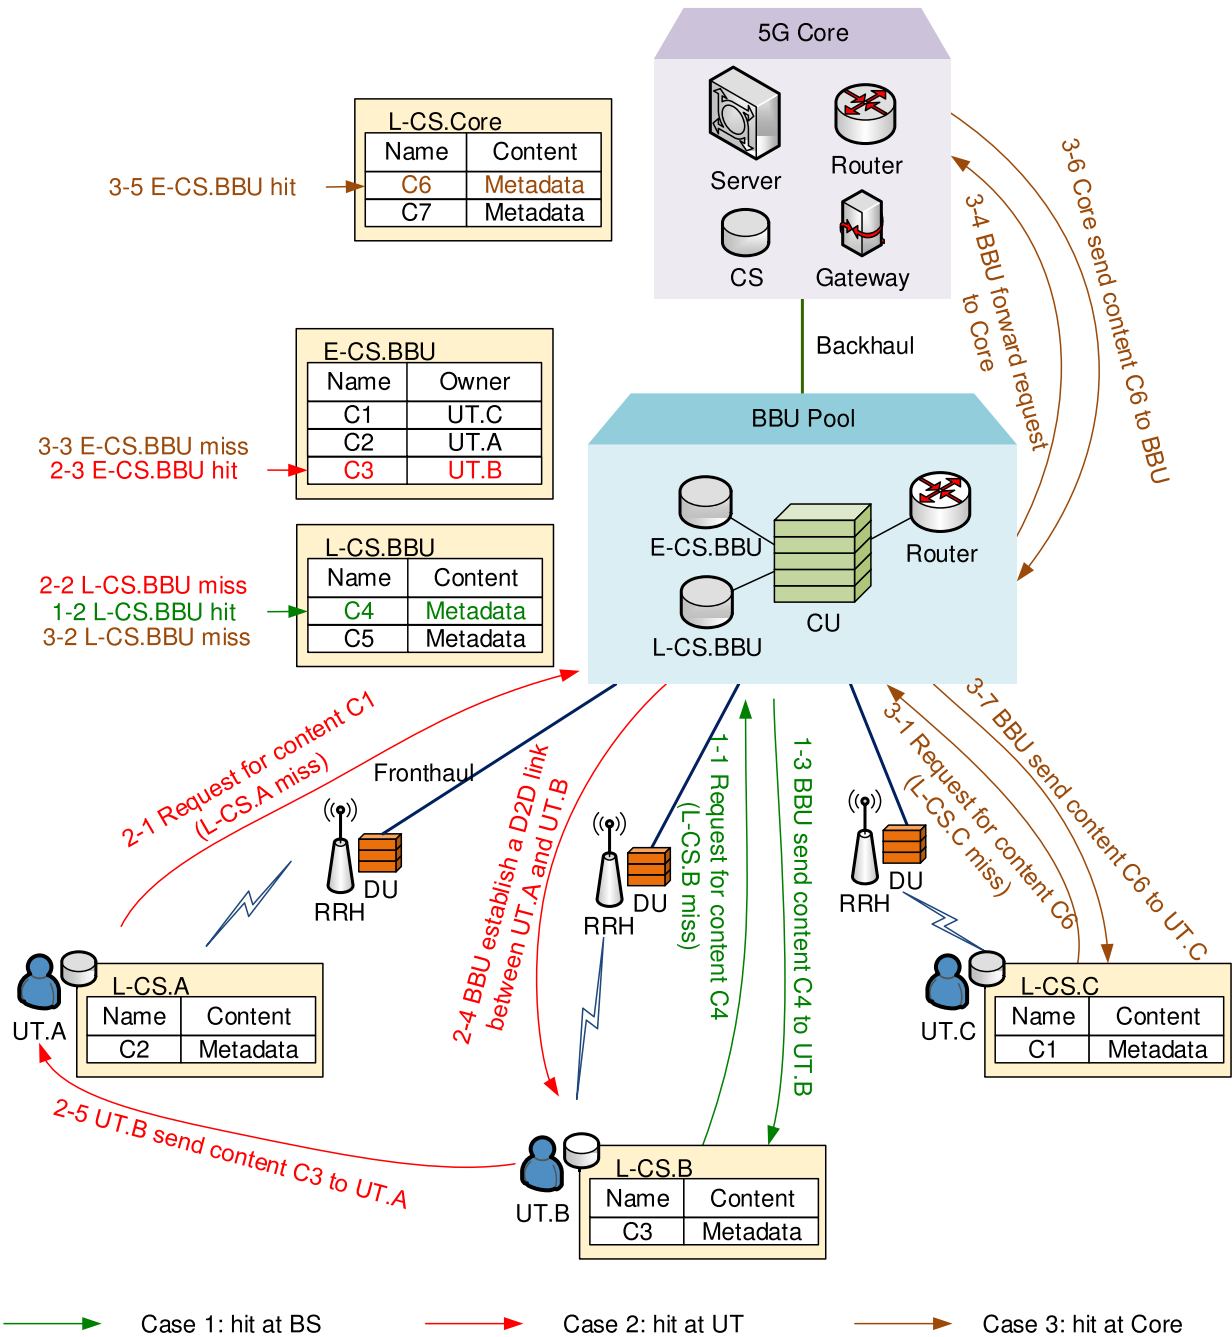 5G Core
Server
Router
CS
Gateway
L-CS.Core
Name Content
C6 Metadata
C7 Metadata
3-5 E-CS.BBU hit
3-6 Core send content C6 to BBU
3-4 BBU forward request
to Core
Backhaul
E-CS.BBU
Name Owner
C1 UT.C
C2 UT.A
C3 UT.B
3-3 E-CS.BBU miss
2-3 E-CS.BBU hit
BBU Pool
E-CS.BBU
L-CS.BBU
CU
Router
L-CS.BBU
Name Content
C4 Metadata
C5 Metadata
2-2 L-CS.BBU miss
1-2 L-CS.BBU hit
3-2 L-CS.BBU miss
2-1 Request for content C1
(L-CS.A miss)
Fronthaul
2-4 BBU establish a D2D link
between UT.A and UT.B
1-1 Request for content C4
(L-CS.B miss)
1-3 BBU send content C4 to UT.B
3-7 BBU send content C6 to UT.C
3-1 Request for content C6
(L-CS.C miss)
RRH
DU
RRH
DU
RRH
DU
UT.A
L-CS.A
Name Content
C2 Metadata
UT.C
L-CS.C
Name Content
C1 Metadata
2-5 UT.B send content C3 to UT.A
UT.B
L-CS.B
Name Content
C3 Metadata
Case 1: hit at BS
Case 2: hit at UT
Case 3: hit at Core